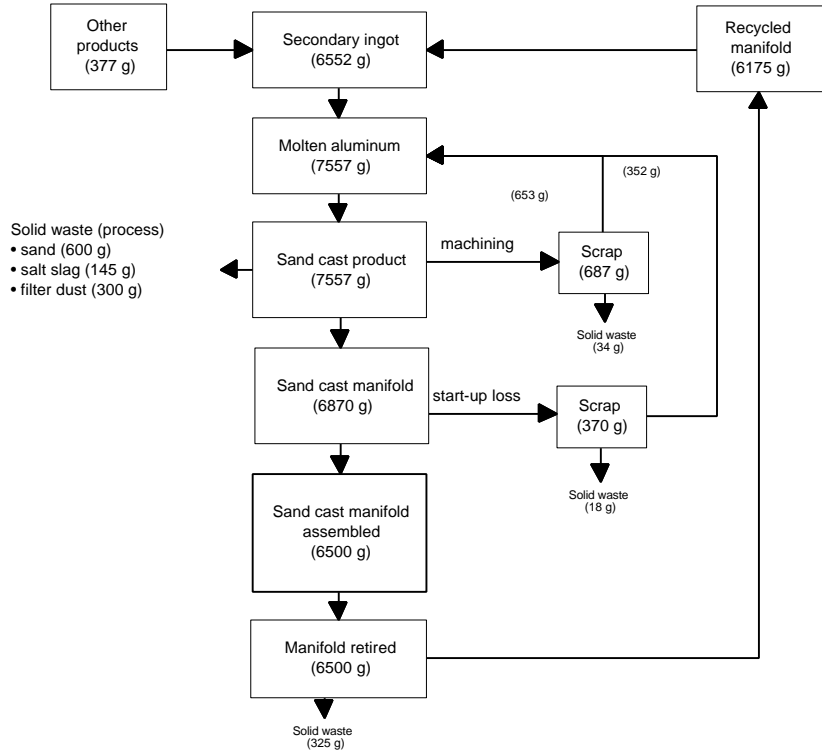 Other
products
(377 g)
Secondary ingot
(6552 g)
Recycled
manifold
(6175 g)
Molten aluminum
(7557 g)
(352 g)
(653 g)
Solid waste (process)
• sand (600 g)
• salt slag (145 g)
• filter dust (300 g)
Sand cast product
(7557 g)
machining
Scrap
(687 g)
Solid waste
(34 g)
Sand cast manifold
(6870 g)
start-up loss
Scrap
(370 g)
Solid waste
(18 g)
Sand cast manifold
assembled
(6500 g)
Manifold retired
(6500 g)
Solid waste
(325 g)